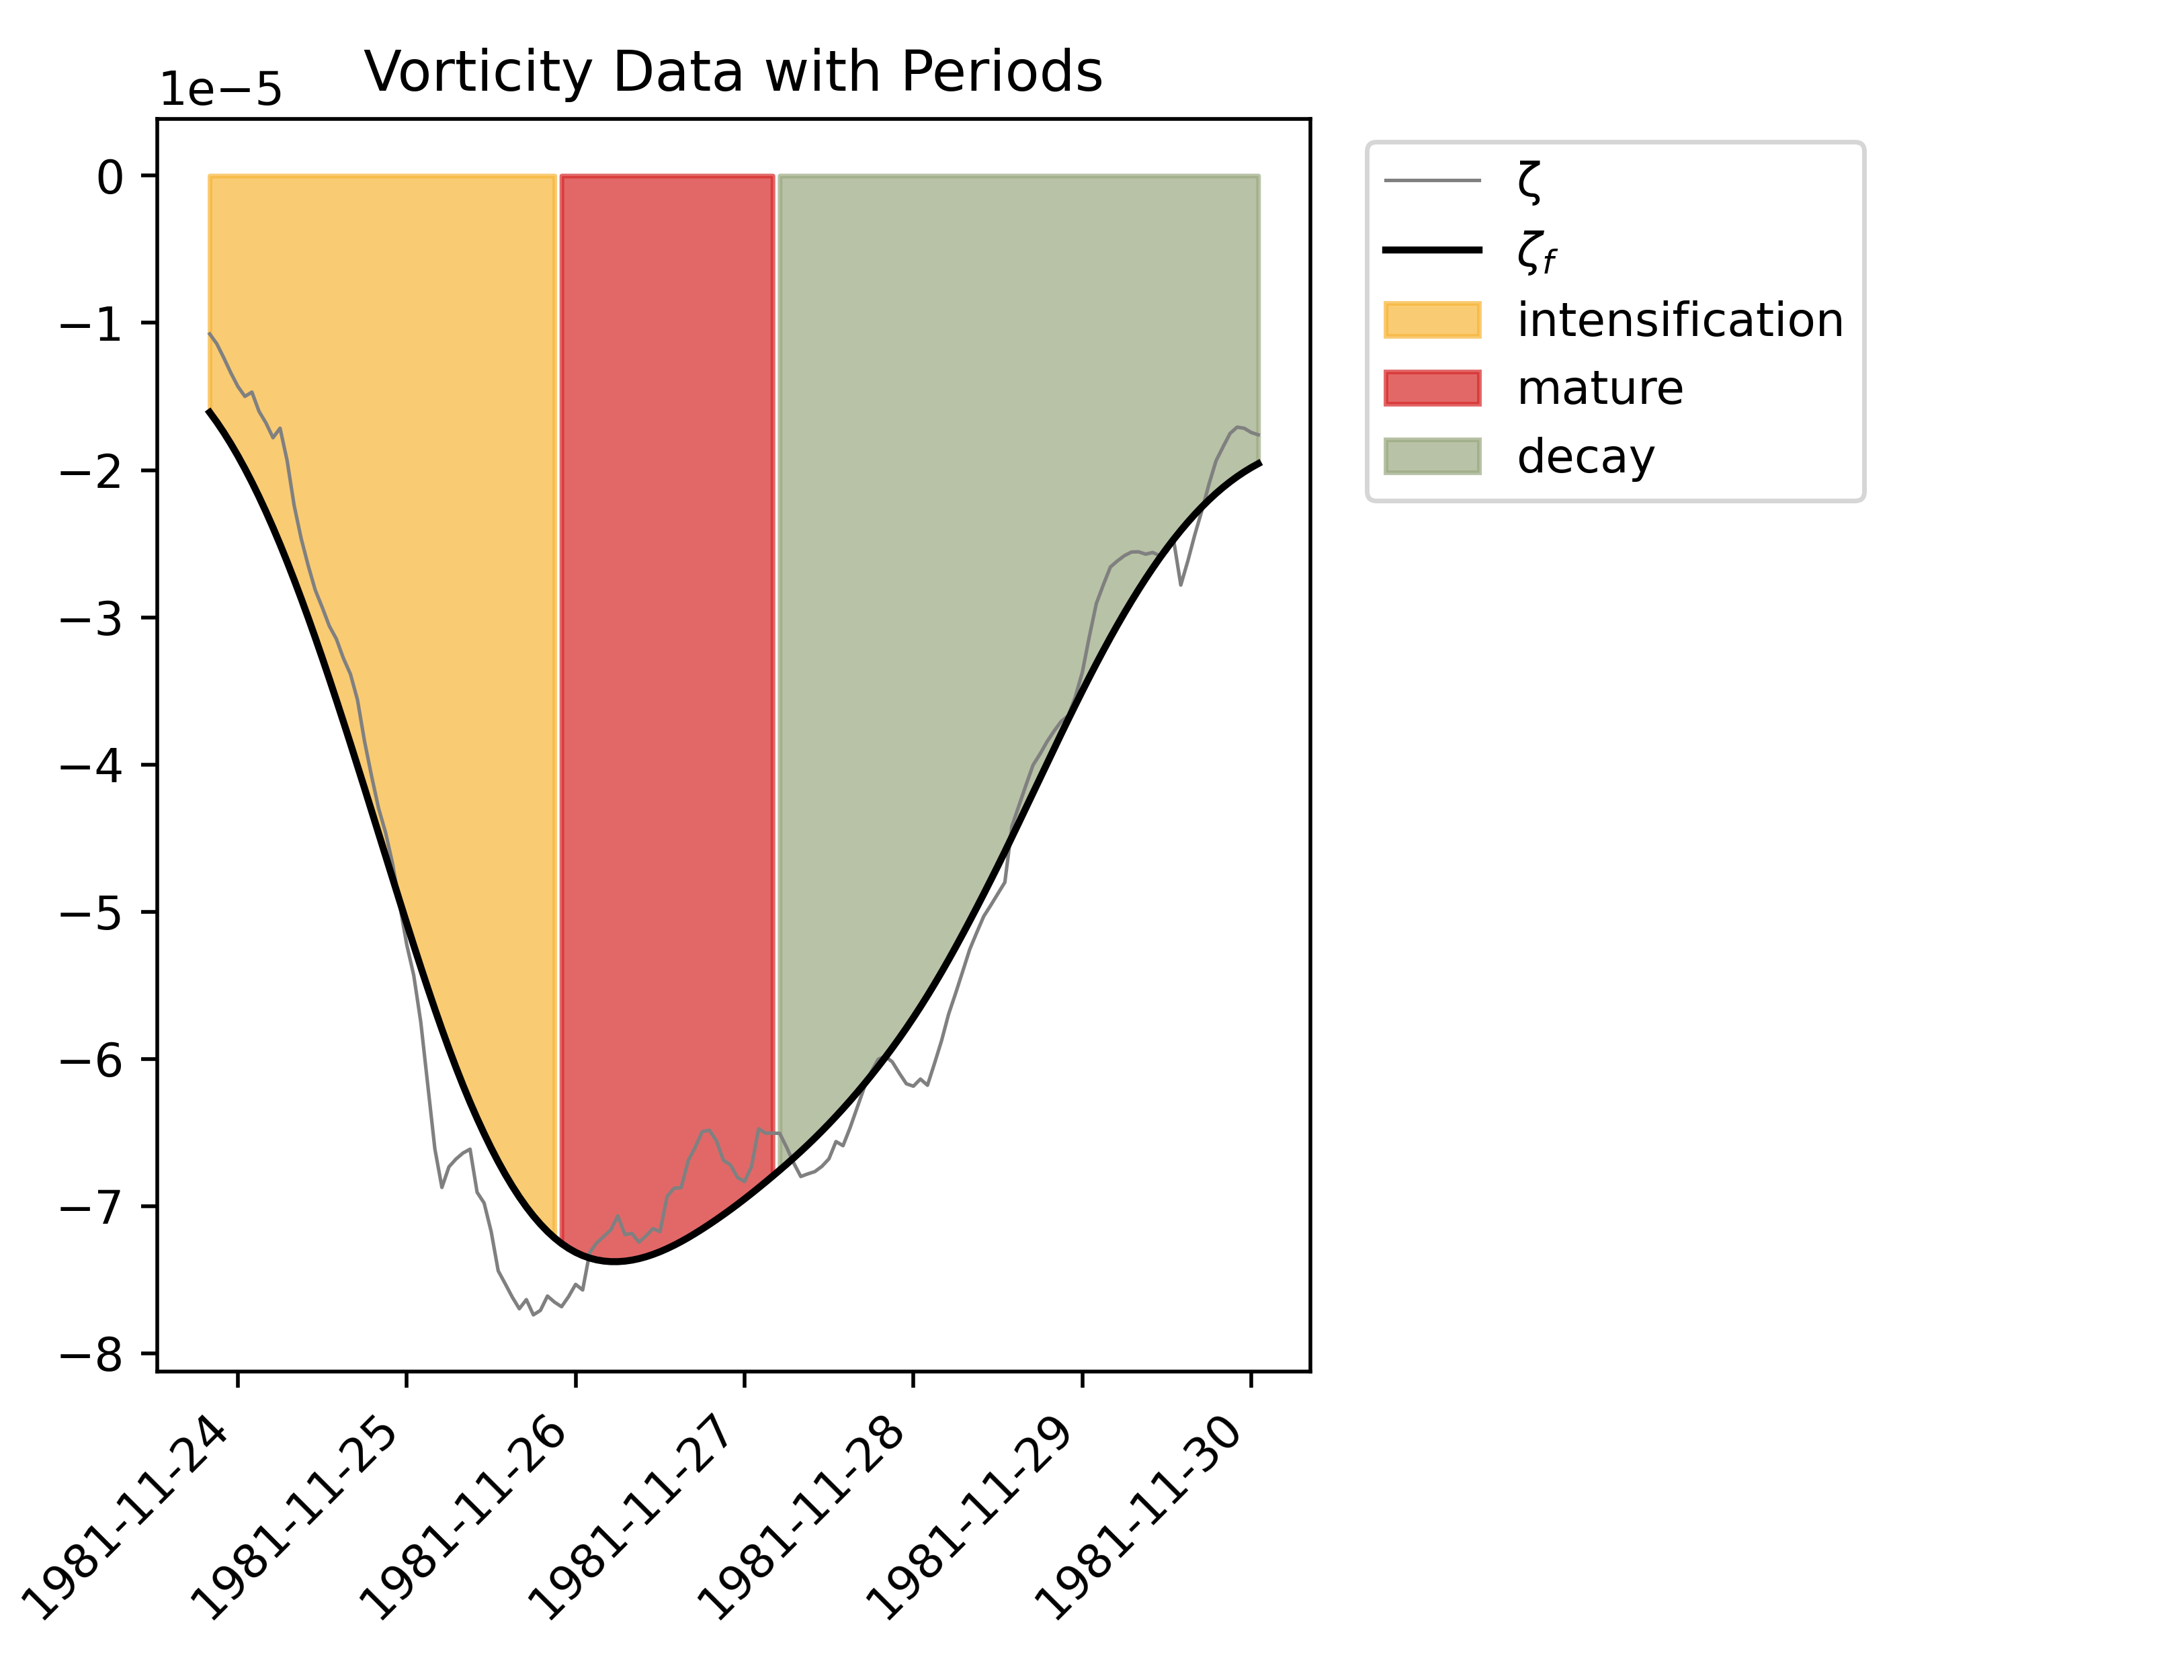 Vorticity Data with Periods
1e−5
0
−1
−2
−3
−4
−5
−6
−7
−8
1981-11-24
1981-11-25
1981-11-26
1981-11-27
1981-11-28
1981-11-29
1981-11-30
ζ
ζf
intensification
mature
decay